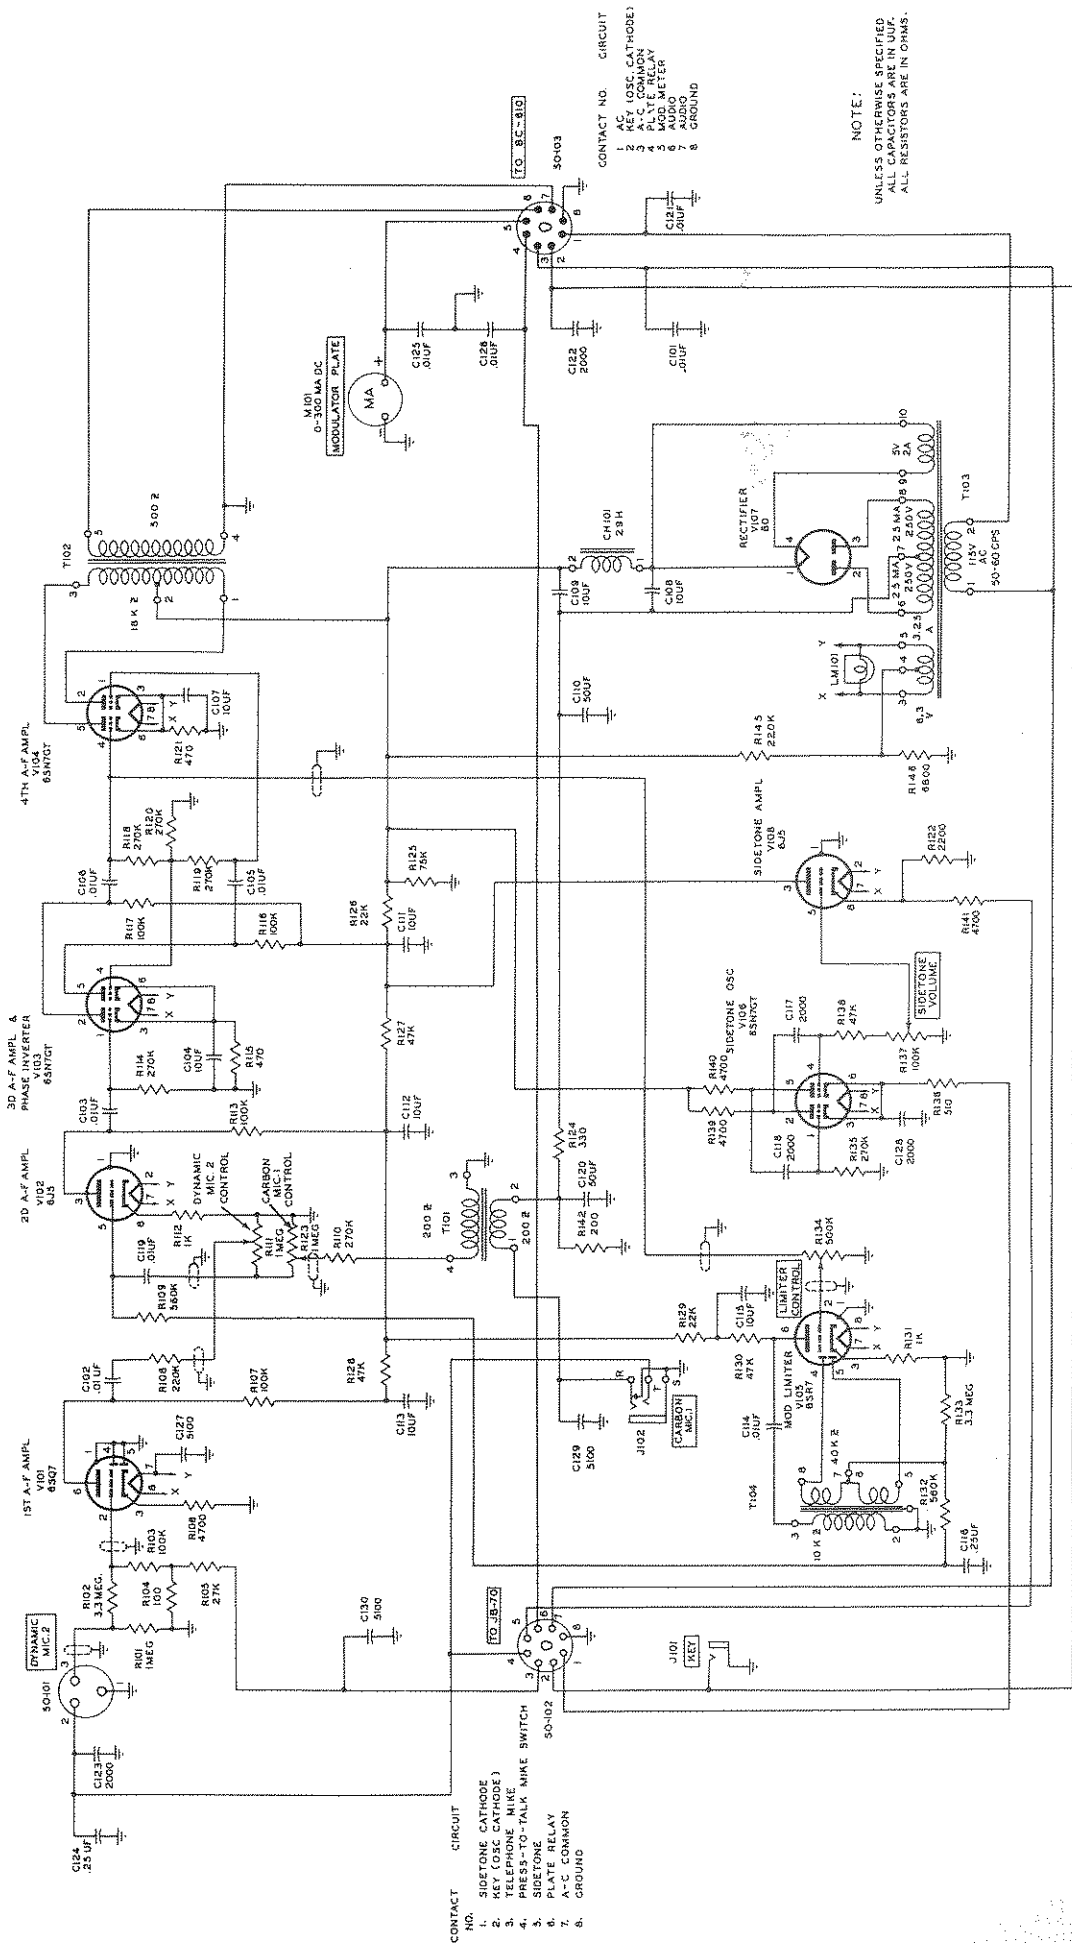 C124
.25 UF
C123
2000
SO-101
DYNAMIC
MIC.2
R101
1MEG
R102
3.3 MEG.
R103
100K
R104
100
R105
27K
C130
5100
1ST A-F AMPL
V101
6SQ7
R106
4700
C127
5100
C102
.01UF
R108
220K
R107
100K
R109
560K
C119
.01UF
R128
47K
C113
10UF
2D A-F AMPL
V102
6J5
R112
1K
DYNAMIC
MIC. 2
CONTROL
CARBON
MIC-1
CONTROL
R111
1 MEG
R123
1MEG
R110
270K
C103
.01UF
R113
100K
R114
270K
C104
10UF
R115
470
C112
10UF
3D A-F AMPL &
PHASE INVERTER
V103
6SN7GT
R127
47K
R117
100K
R116
100K
C106
.01UF
C105
.01UF
R118
270K
R119
270K
R120
270K
R126
22K
C111
10UF
R125
75K
4TH A-F AMPL
V104
6SN7GT
R121
470
C107
10UF
T102
18K Ƶ
500 Ƶ
M101
0-300 MA DC
MODULATOR PLATE
MA
C125
.01UF
C126
.01UF
C122
2000
C101
.01UF
C121
.01UF
TO BC-610
SO-103
CONTACT NO. CIRCUIT
1 AC
2 KEY (OSC. CATHODE)
3 A-C COMMON
4 PLATE RELAY
5 MOD. METER
6 AUDIO
7 AUDIO
8 GROUND
NOTE:
UNLESS OTHERWISE SPECIFIED
ALL CAPACITORS ARE IN UUF.
ALL RESISTORS ARE IN OHMS.
200 Ƶ
T101
200 Ƶ
R124
330
R142
200
C120
50UF
C110
50UF
C109
10UF
C108
10UF
CH101
29H
RECTIFIER
V107
80
C129
5100
J102
R
T
S
CARBON
MIC.1
R129
22K
R130
47K
C115
10UF
LIMITER
CONTROL
R134
500K
C114
.01UF
MOD LIMITER
V105
6SR7
R131
1K
R133
3.3 MEG
R132
560K
C116
.25UF
T104
10K Ƶ
40K Ƶ
R139
4700
R140
4700
SIDETONE OSC
V106
6SN7GT
C118
2000
C117
2000
R135
270K
C128
2000
R136
510
R138
47K
R137
100K
SIDETONE
VOLUME
SIDETONE AMPL
V108
6J5
R122
2200
R141
4700
R145
220K
R146
6800
LM101
6.3
V
3.25
A
25 MA
250V
25 MA
250V
5V
2A
115V
AC
50-60CPS
T103
TO JB-70
SO-102
J101
KEY
CONTACT
NO. CIRCUIT
1. SIDETONE CATHODE
2. KEY (OSC CATHODE)
3. TELEPHONE MIKE
4. PRESS-TO-TALK MIKE SWITCH
5. SIDETONE
6. PLATE RELAY
7. A-C COMMON
8. GROUND